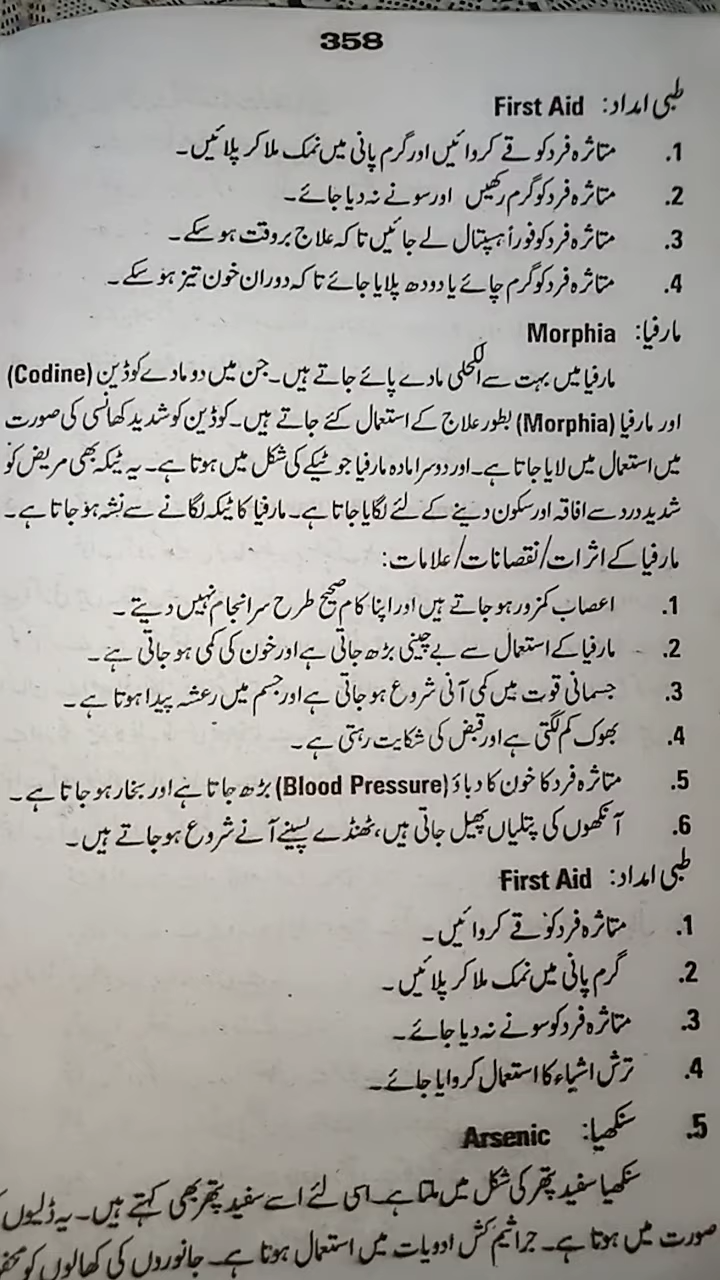 358
طبی امداد: First Aid
1. متاثرہ فرد کو قے کروائیں اور گرم پانی میں نمک ملا کر پلائیں۔
2. متاثرہ فرد کو گرم رکھیں اور سونے نہ دیا جائے۔
3. متاثرہ فرد کو فوراً ہسپتال لے جائیں تاکہ علاج بروقت ہو سکے۔
4. متاثرہ فرد کو گرم چائے یا دودھ پلایا جائے تاکہ دوران خون تیز ہو سکے۔
مارفیا: Morphia
مارفیا میں بہت سے الکحلی مادے پائے جاتے ہیں۔ جن میں دو مادے کوڈین (Codine)
اور مارفیا (Morphia) بطور علاج کے استعمال کئے جاتے ہیں۔ کوڈین کو شدید کھانسی کی صورت
میں استعمال میں لایا جاتا ہے۔ اور دوسرا مادہ مارفیا جو ٹیکے کی شکل میں ہوتا ہے۔ یہ ٹیکہ بھی مریض کو
شدید درد سے افاقہ اور سکون دینے کے لئے لگایا جاتا ہے۔ مارفیا کا ٹیکہ لگانے سے نشہ ہو جاتا ہے۔
مارفیا کے اثرات/نقصانات/علامات:
1. اعصاب کمزور ہو جاتے ہیں اور اپنا کام صحیح طرح سرانجام نہیں دیتے۔
2. مارفیا کے استعمال سے بے چینی بڑھ جاتی ہے اور خون کی کمی ہو جاتی ہے۔
3. جسمانی قوت میں کمی آنی شروع ہو جاتی ہے اور جسم میں رعشہ پیدا ہوتا ہے۔
4. بھوک کم لگتی ہے اور قبض کی شکایت رہتی ہے۔
5. متاثرہ فرد کا خون کا دباؤ (Blood Pressure) بڑھ جاتا ہے اور بخار ہو جاتا ہے۔
6. آنکھوں کی پتلیاں پھیل جاتی ہیں، ٹھنڈے پسینے آنے شروع ہو جاتے ہیں۔
طبی امداد: First Aid
1. متاثرہ فرد کو قے کروائیں۔
2. گرم پانی میں نمک ملا کر پلائیں۔
3. متاثرہ فرد کو سونے نہ دیا جائے۔
4. ترش اشیاء کا استعمال کروایا جائے۔
5. سنکھیا: Arsenic
سنکھیا سفید پتھر کی شکل میں ملتا ہے۔ اسی لئے اسے سفید پتھر بھی کہتے ہیں۔ یہ ڈلیوں
صورت میں ہوتا ہے۔ جراثیم کش ادویات میں استعمال ہوتا ہے۔ جانوروں کی کھالوں کو